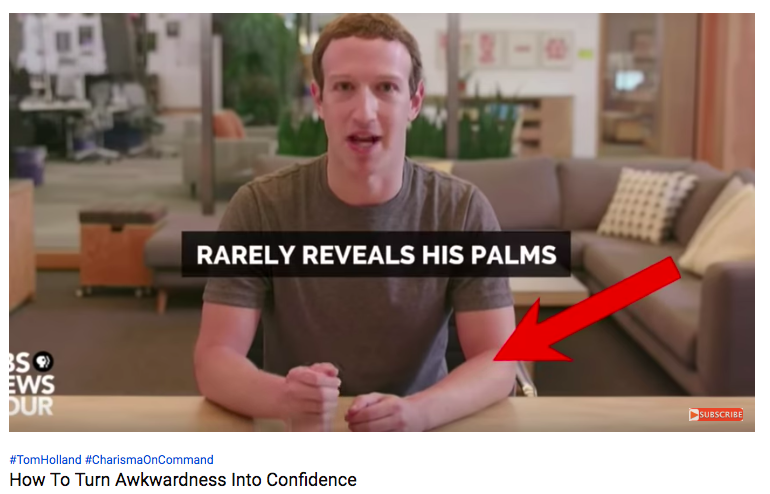 RARELY REVEALS HIS PALMS
BS
EWS
OUR
SUBSCRIBE
#TomHolland #CharismaOnCommand
How To Turn Awkwardness Into Confidence